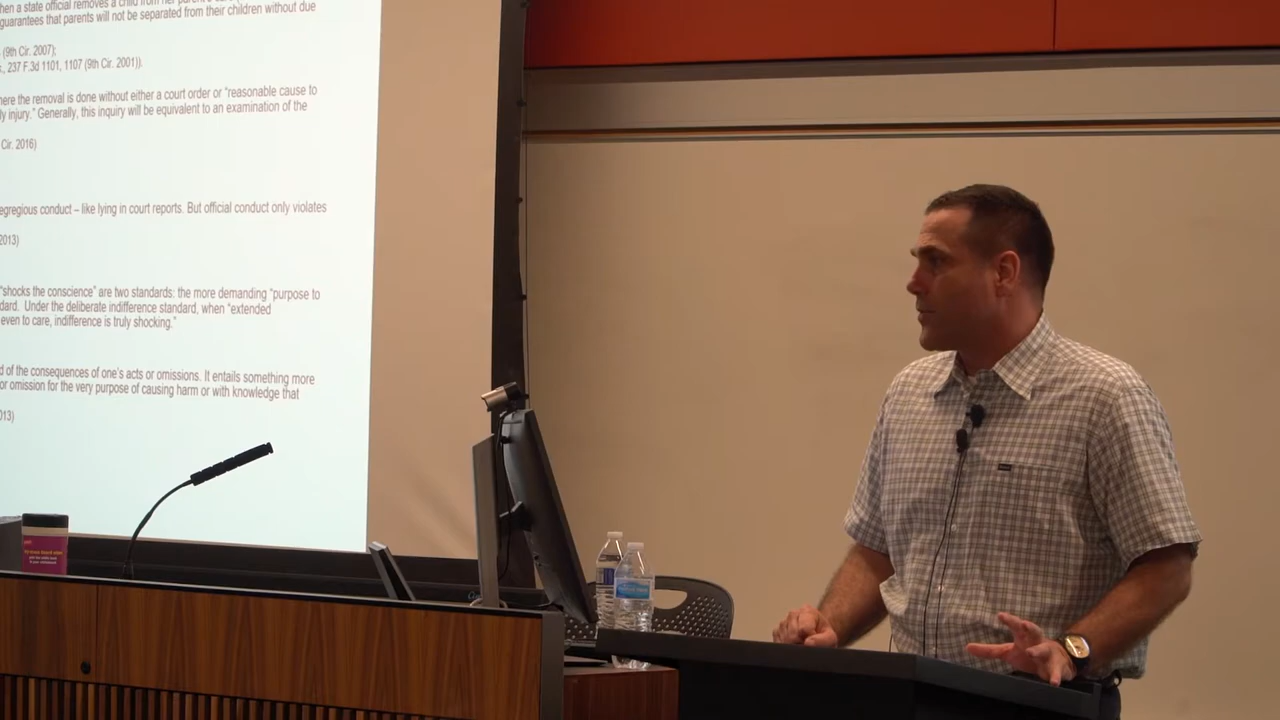 hen a state official removes a child from her parent's
guarantees that parents will not be separated from their children without due
(9th Cir. 2007);
, 237 F.3d 1101, 1107 (9th Cir. 2001)).
here the removal is done without either a court order or “reasonable cause to
ly injury.” Generally, this inquiry will be equivalent to an examination of the
Cir. 2016)
egregious conduct – like lying in court reports. But official conduct only violates
2013)
“shocks the conscience” are two standards: the more demanding “purpose to
dard. Under the deliberate indifference standard, when “extended
even to care, indifference is truly shocking.”
d of the consequences of one’s acts or omissions. It entails something more
or omission for the very purpose of causing harm or with knowledge that
013)